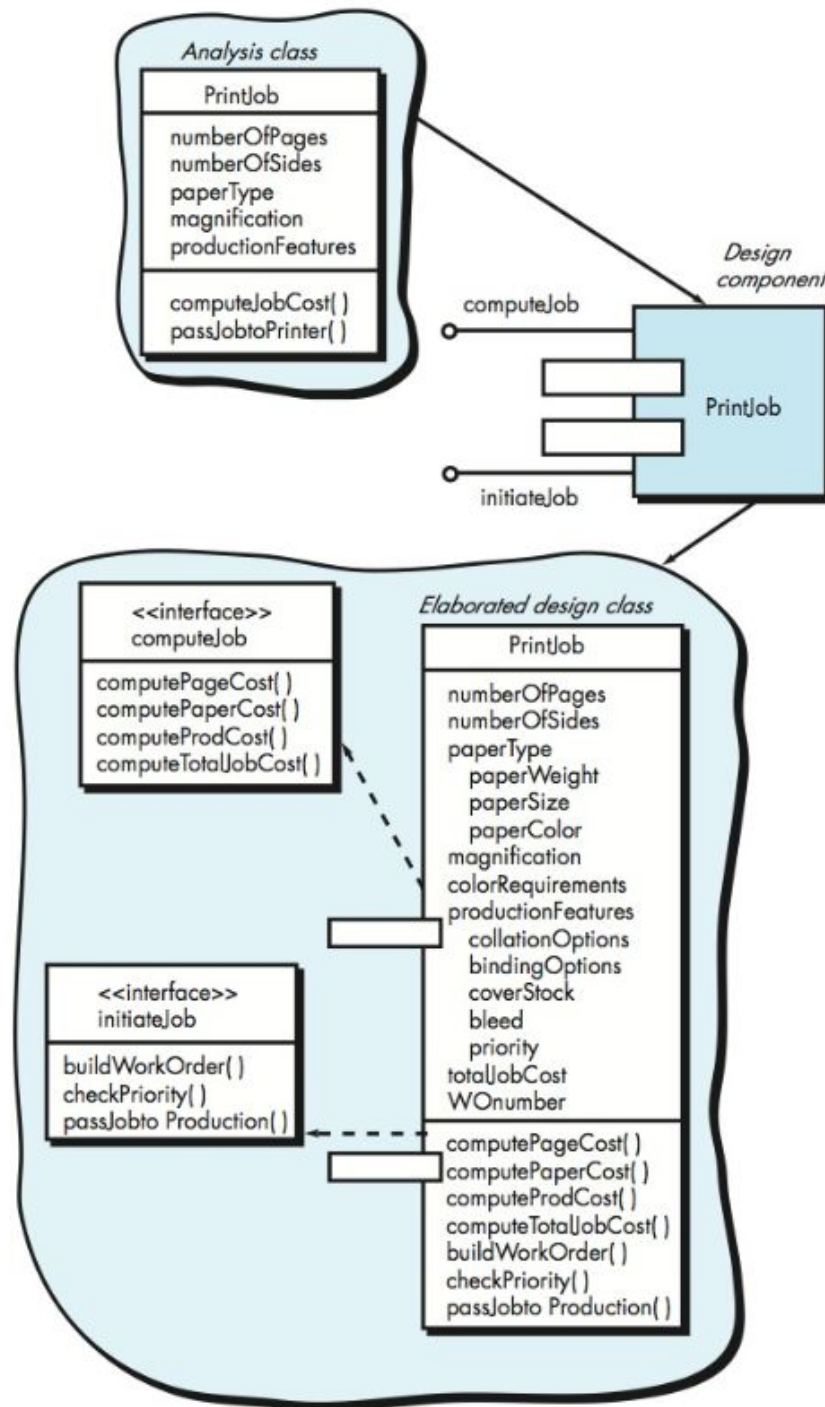 Analysis class
PrintJob
numberOfPages
numberOfSides
paperType
magnification
productionFeatures
computeJobCost( )
passJobtoPrinter( )
Design
component
computeJob
PrintJob
initiateJob
<<interface>>
computeJob
computePageCost( )
computePaperCost( )
computeProdCost( )
computeTotalJobCost( )
<<interface>>
initiateJob
buildWorkOrder( )
checkPriority( )
passJobto Production( )
Elaborated design class
PrintJob
numberOfPages
numberOfSides
paperType
paperWeight
paperSize
paperColor
magnification
colorRequirements
productionFeatures
collationOptions
bindingOptions
coverStock
bleed
priority
totalJobCost
WOnumber
computePageCost( )
computePaperCost( )
computeProdCost( )
computeTotalJobCost( )
buildWorkOrder( )
checkPriority( )
passJobto Production( )